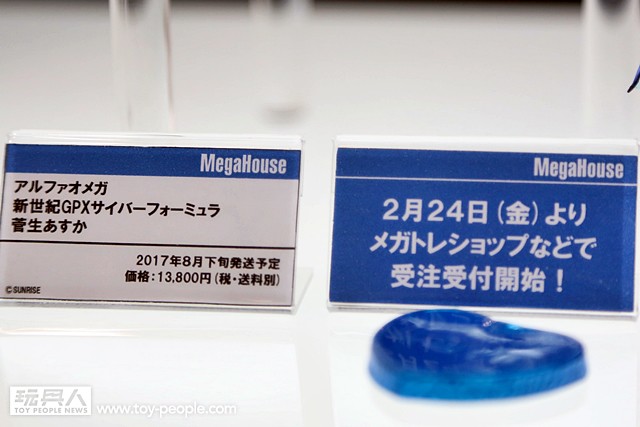 MegaHouse
アルファオメガ
新世紀GPXサイバーフォーミュラ
菅生あすか
2017年8月下旬発送予定
価格:13,800円(税・送料別)
©SUNRISE
MegaHouse
2月24日(金)より
メガトレショップなどで
受注受付開始!
玩具人
TOY PEOPLE NEWS
www.toy-people.com